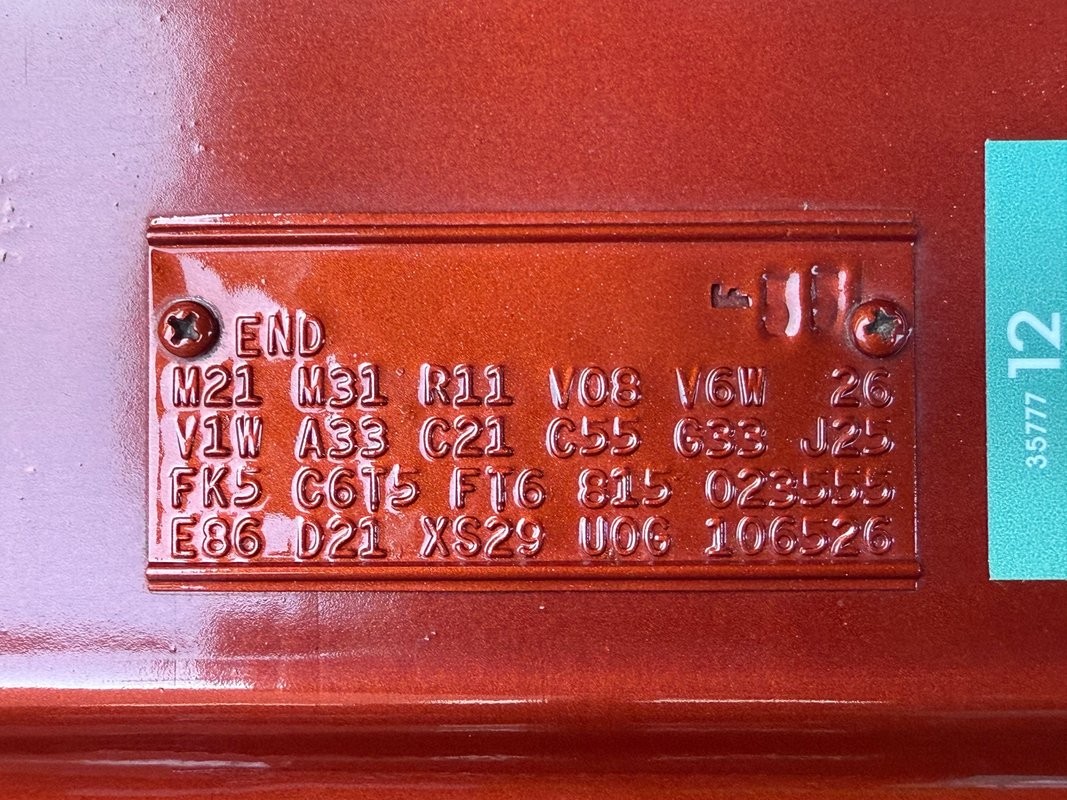 F
END
M21 M31 R11 V08 V6W 26
V1W A33 C21 C55 G33 J25
FK5 C6T5 FT6 815 023555
E86 D21 XS29 U0G 106526
35777 12